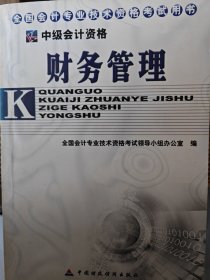 全国会计专业技术资格考试用书
中级会计资格
财务管理
K
QUANGUO
KUAIJI ZHUANYE JISHU
ZIGE KAOSHI
YONGSHU
全国会计专业技术资格考试领导小组办公室 编
中国财政经济出版社